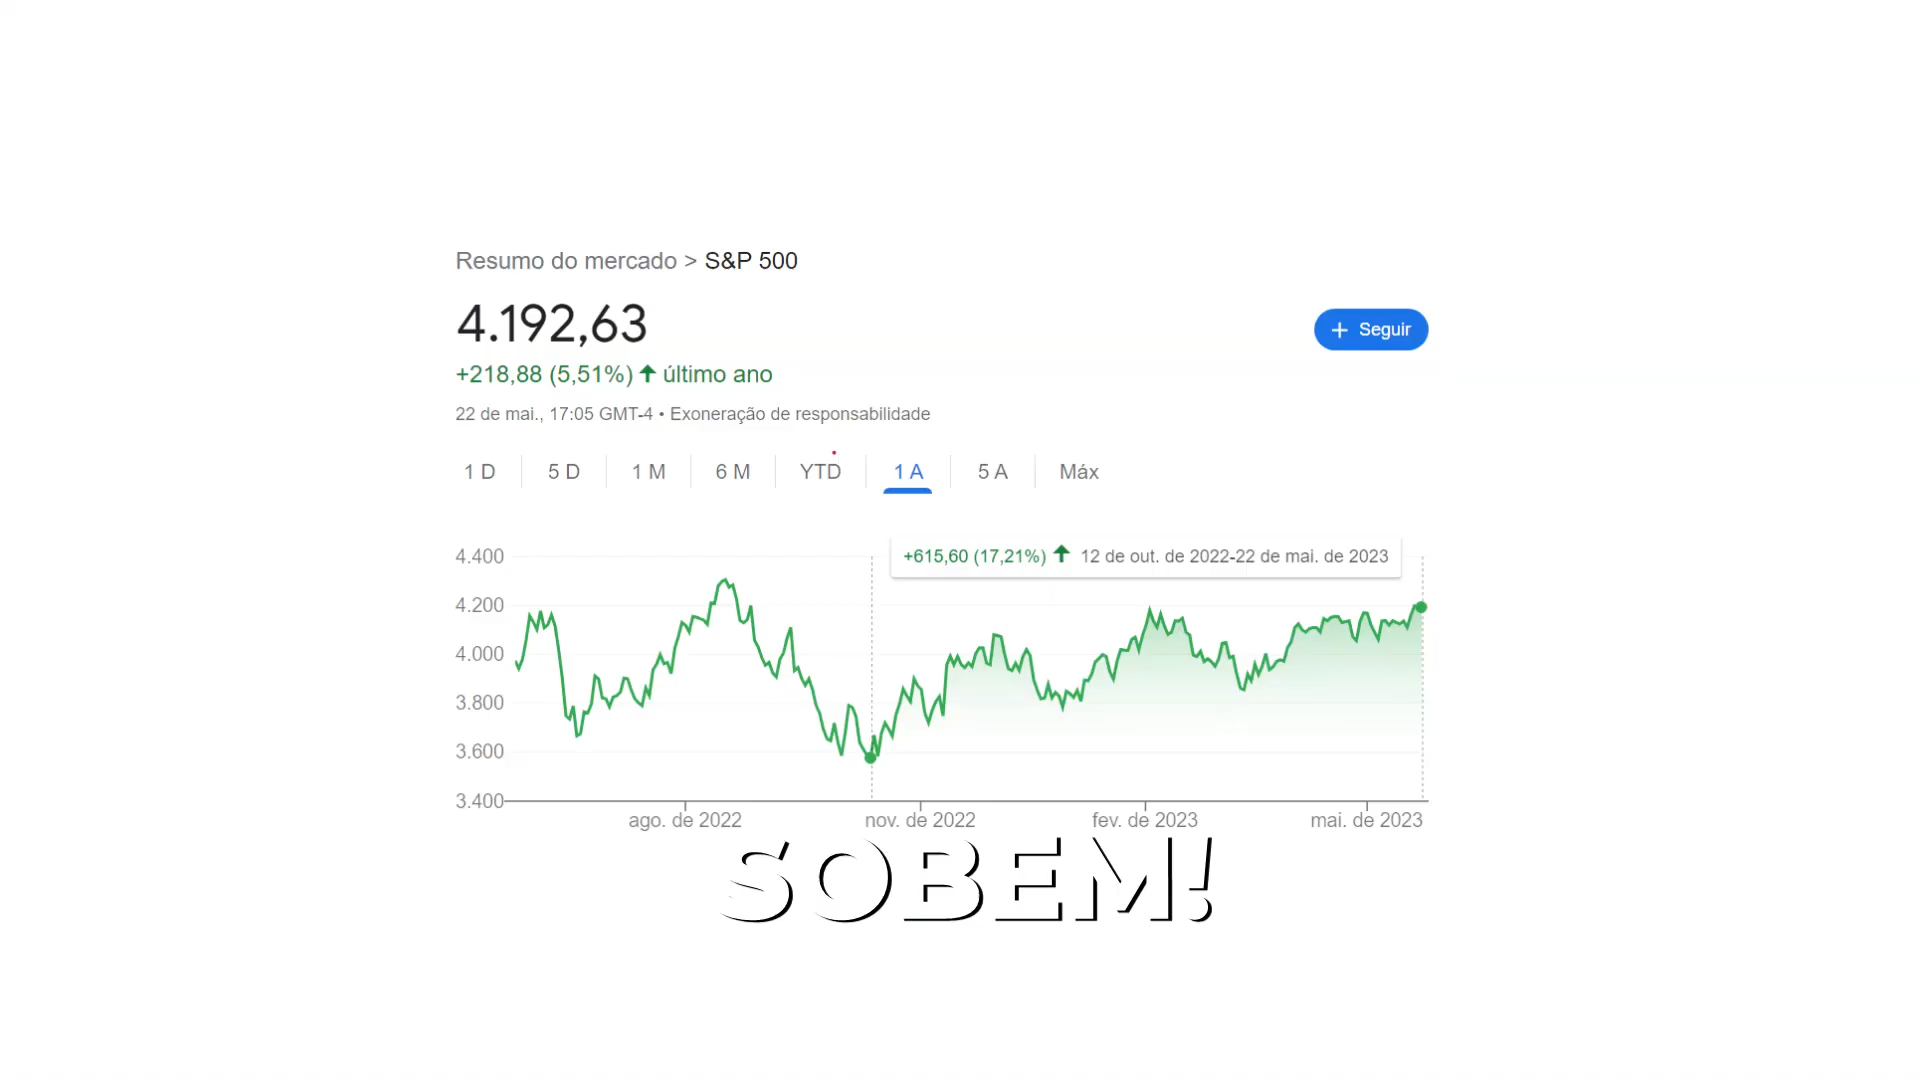 Resumo do mercado > S&P 500
4.192,63
+ Seguir
+218,88 (5,51%) ↑ último ano
22 de mai., 17:05 GMT-4 • Exoneração de responsabilidade
1 D 5 D 1 M 6 M YTD 1 A 5 A Máx
+615,60 (17,21%) ↑ 12 de out. de 2022-22 de mai. de 2023
4.400
4.200
4.000
3.800
3.600
3.400
ago. de 2022 nov. de 2022 fev. de 2023 mai. de 2023
SOBEM!